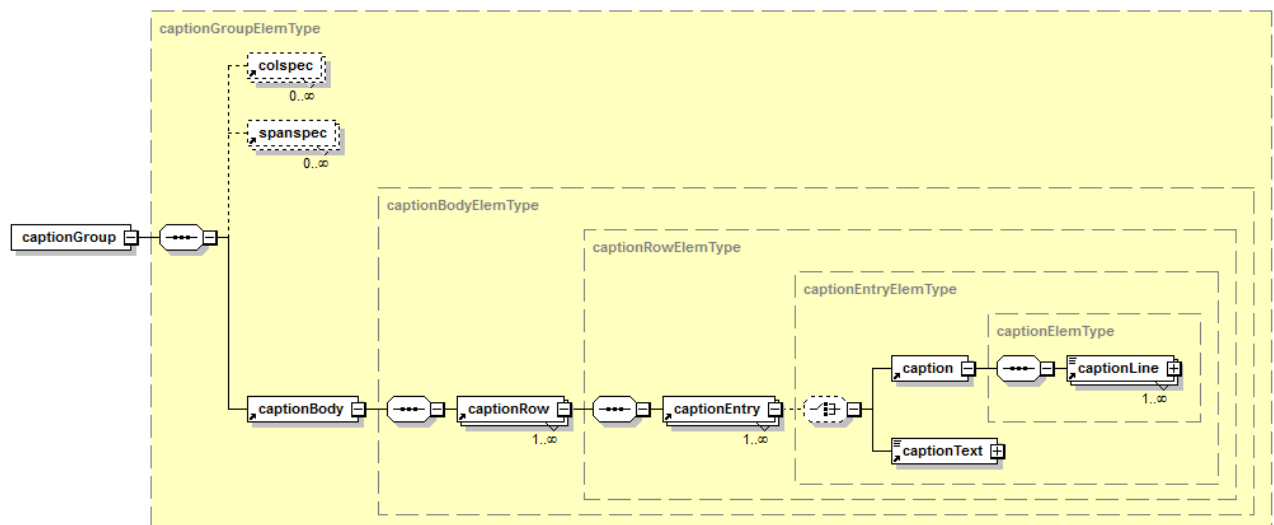 captionGroupElemType
colspec
0..∞
spanspec
0..∞
captionBodyElemType
captionGroup
captionRowElemType
captionEntryElemType
captionElemType
caption
captionLine
1..∞
captionBody
captionRow
1..∞
captionEntry
1..∞
captionText